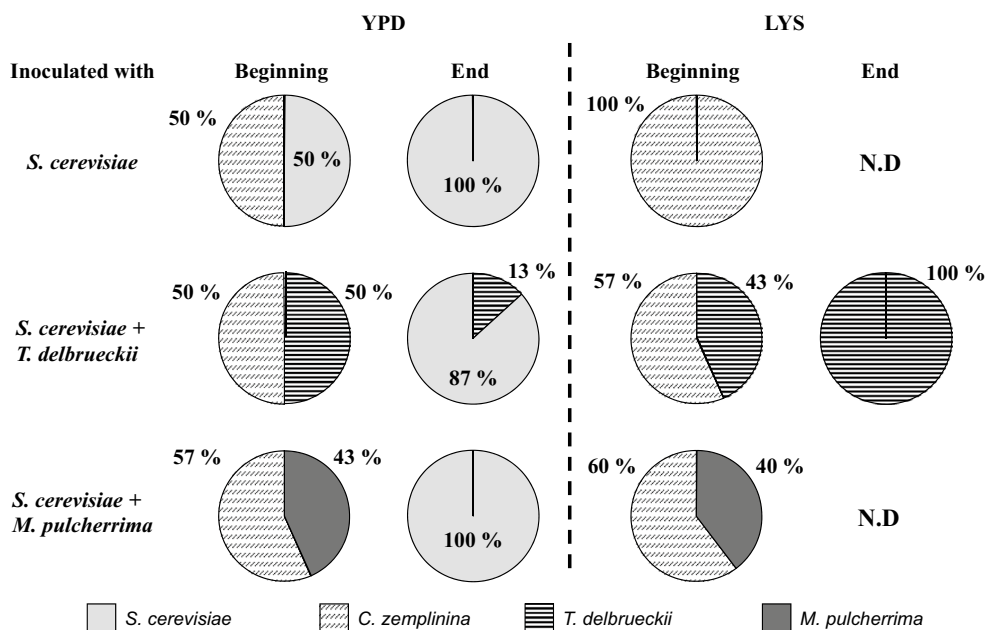 YPD LYS
Inoculated with Beginning End Beginning End
50 % 50 % 100 % 100 %
S. cerevisiae N.D
50 % 50 % 13 % 87 % 57 % 43 % 100 %
S. cerevisiae +
T. delbrueckii
57 % 43 % 100 % 60 % 40 %
S. cerevisiae +
M. pulcherrima N.D
S. cerevisiae C. zemplinina T. delbrueckii M. pulcherrima